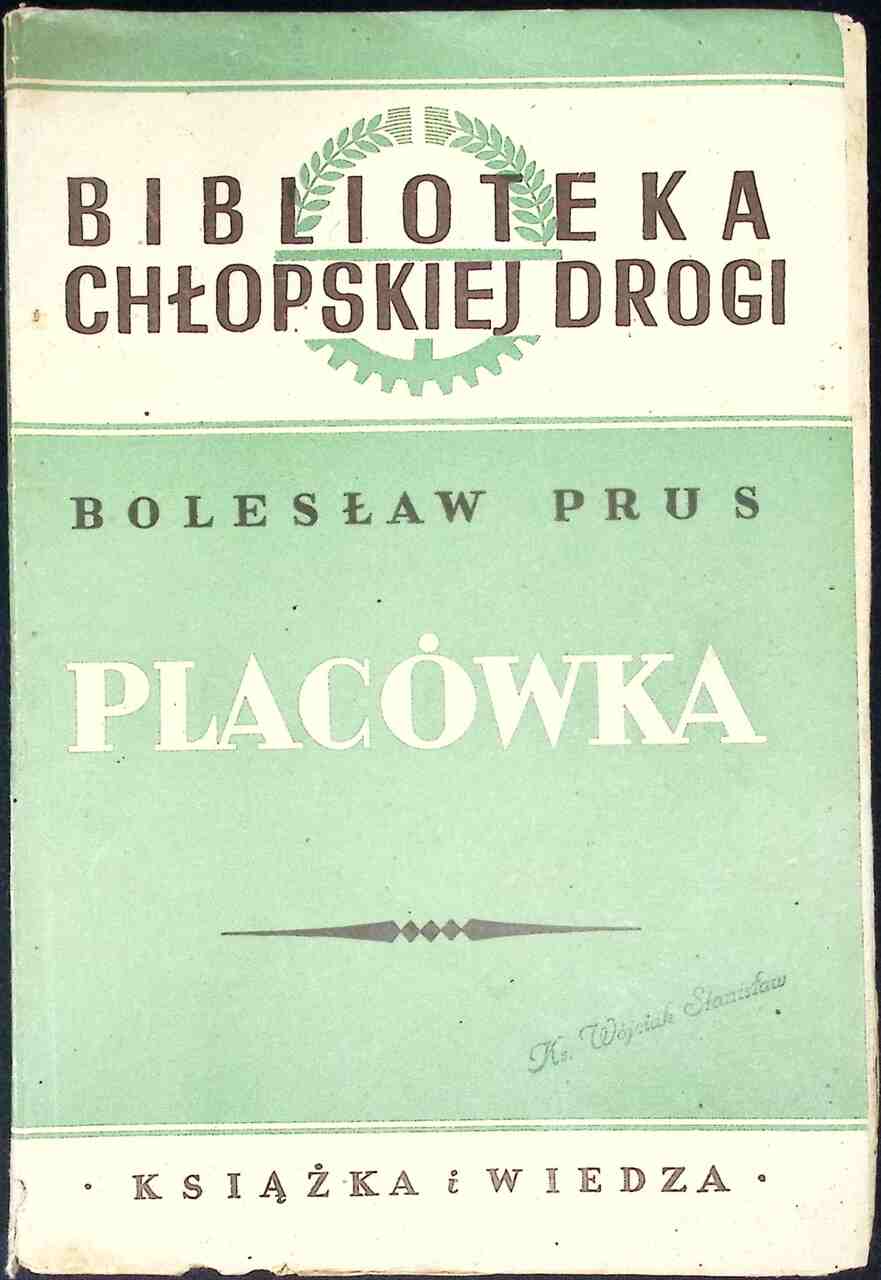 BIBLIOTEKA
CHŁOPSKIEJ DROGI
BOLESŁAW PRUS
PLACÓWKA
Ks. Wójciak Stanisław
· KSIĄŻKA i WIEDZA ·